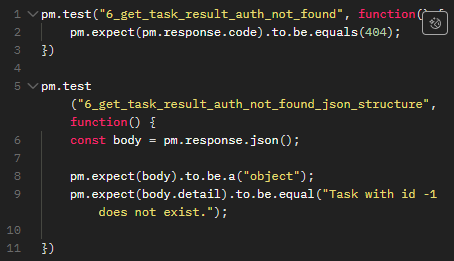 1 pm.test("6_get_task_result_auth_not_found", function() {
2 pm.expect(pm.response.code).to.be.equals(404);
3 })
4
5 pm.test
("6_get_task_result_auth_not_found_json_structure",
function() {
6 const body = pm.response.json();
7
8 pm.expect(body).to.be.a("object");
9 pm.expect(body.detail).to.be.equal("Task with id -1
does not exist.");
10
11 })